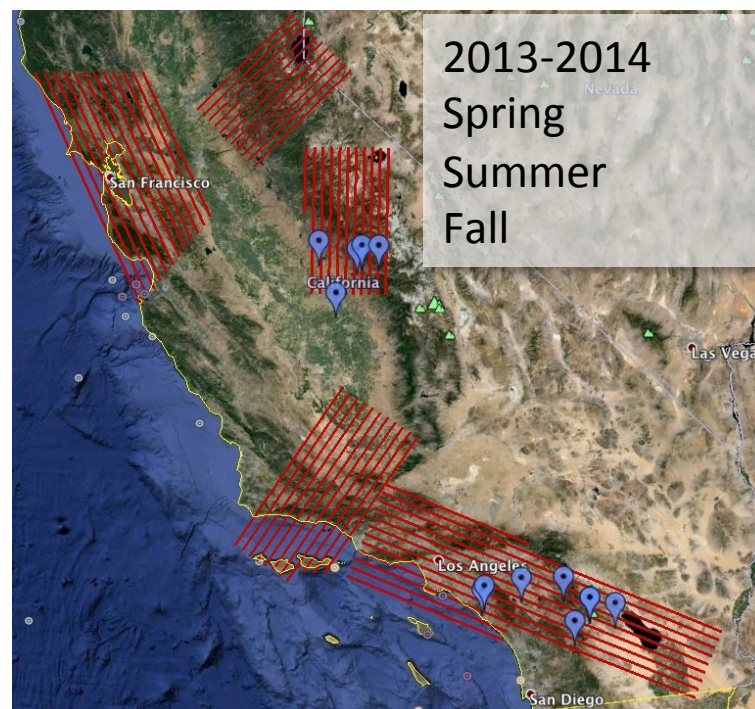 2013-2014
Nevada
Spring
Summer
Fall
San Francisco
California
Las Vega
Los Angeles
San Diego